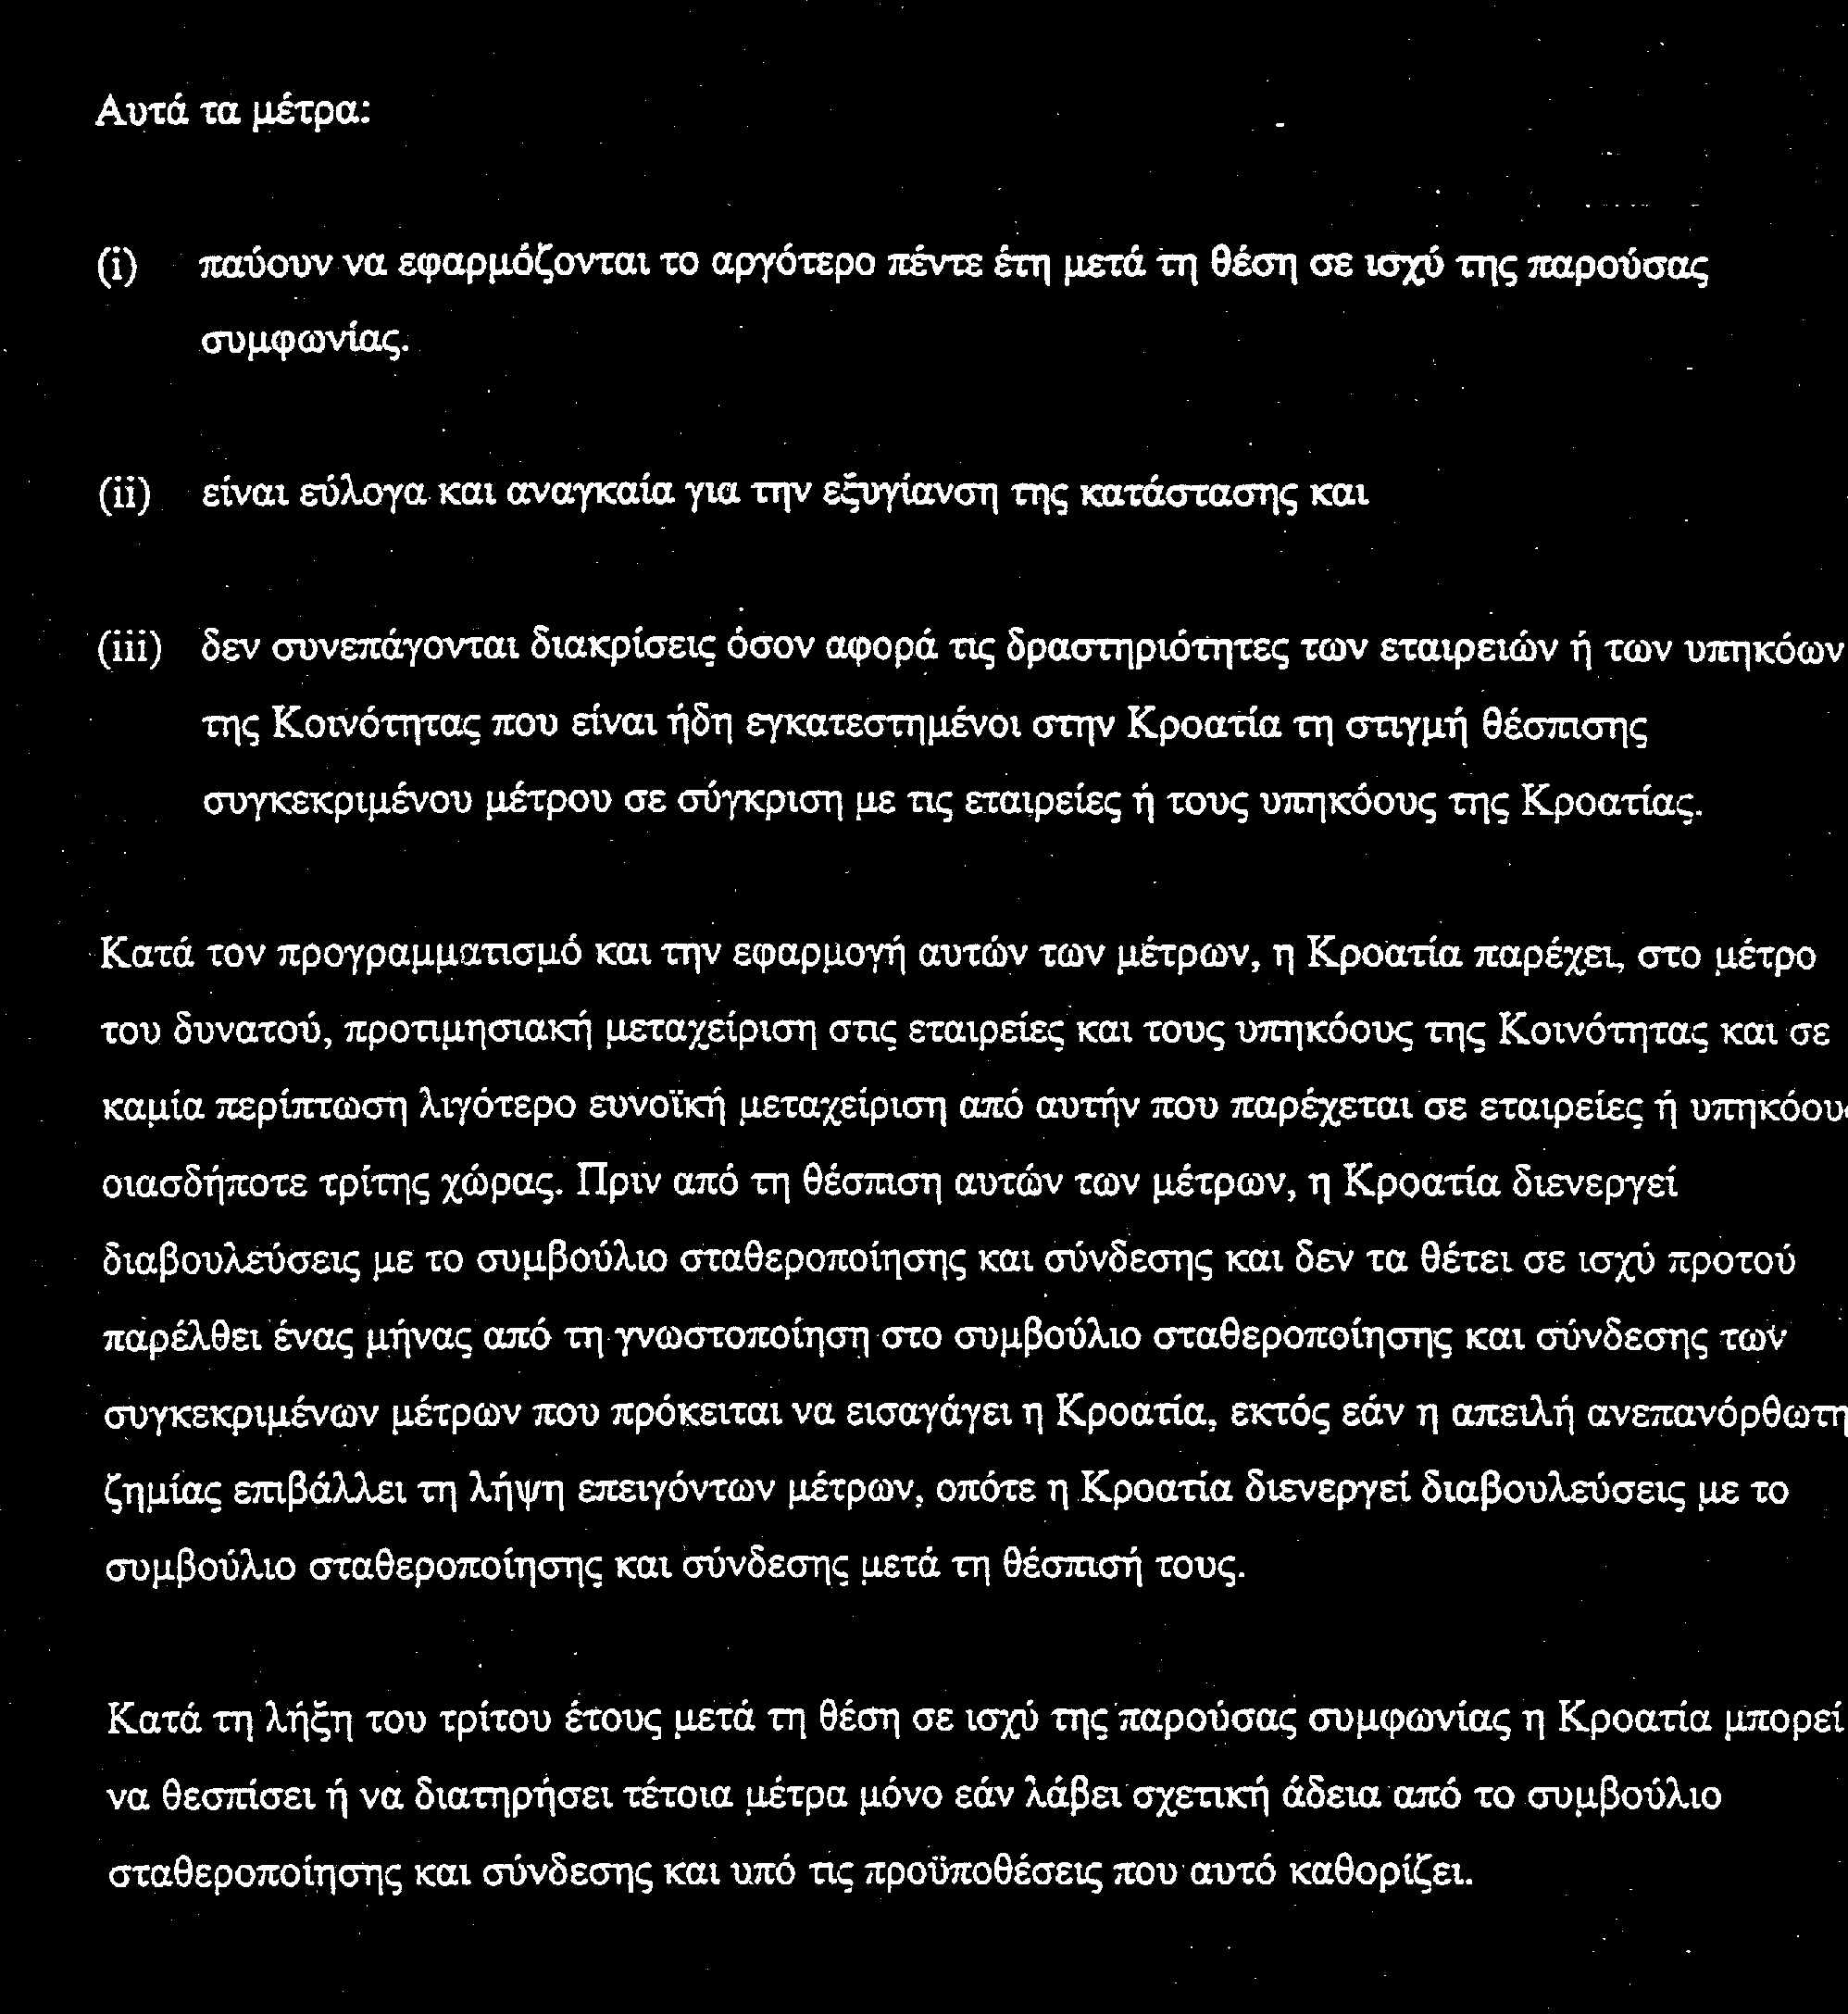 Αυτά τα μέτρα:
(i) παύουν να εφαρμόζονται το αργότερο πέντε έτη μετά τη θέση σε ισχύ της παρούσας
συμφωνίας.
(ii) είναι εύλογα και αναγκαία για την εξυγίανση της κατάστασης και
(iii) δεν συνεπάγονται διακρίσεις όσον αφορά τις δραστηριότητες των εταιρειών ή των υπηκόων
της Κοινότητας που είναι ήδη εγκατεστημένοι στην Κροατία τη στιγμή θέσπισης
συγκεκριμένου μέτρου σε σύγκριση με τις εταιρείες ή τους υπηκόους της Κροατίας.
Κατά τον προγραμματισμό και την εφαρμογή αυτών των μέτρων, η Κροατία παρέχει, στο μέτρο
του δυνατού, προτιμησιακή μεταχείριση στις εταιρείες και τους υπηκόους της Κοινότητας και σε
καμία περίπτωση λιγότερο ευνοϊκή μεταχείριση από αυτήν που παρέχεται σε εταιρείες ή υπηκόους
οιασδήποτε τρίτης χώρας. Πριν από τη θέσπιση αυτών των μέτρων, η Κροατία διενεργεί
διαβουλεύσεις με το συμβούλιο σταθεροποίησης και σύνδεσης και δεν τα θέτει σε ισχύ προτού
παρέλθει ένας μήνας από τη γνωστοποίηση στο συμβούλιο σταθεροποίησης και σύνδεσης των
συγκεκριμένων μέτρων που πρόκειται να εισαγάγει η Κροατία, εκτός εάν η απειλή ανεπανόρθωτη
ζημίας επιβάλλει τη λήψη επειγόντων μέτρων, οπότε η Κροατία διενεργεί διαβουλεύσεις με το
συμβούλιο σταθεροποίησης και σύνδεσης μετά τη θέσπισή τους.
Κατά τη λήξη του τρίτου έτους μετά τη θέση σε ισχύ της παρούσας συμφωνίας η Κροατία μπορεί
να θεσπίσει ή να διατηρήσει τέτοια μέτρα μόνο εάν λάβει σχετική άδεια από το συμβούλιο
σταθεροποίησης και σύνδεσης και υπό τις προϋποθέσεις που αυτό καθορίζει.